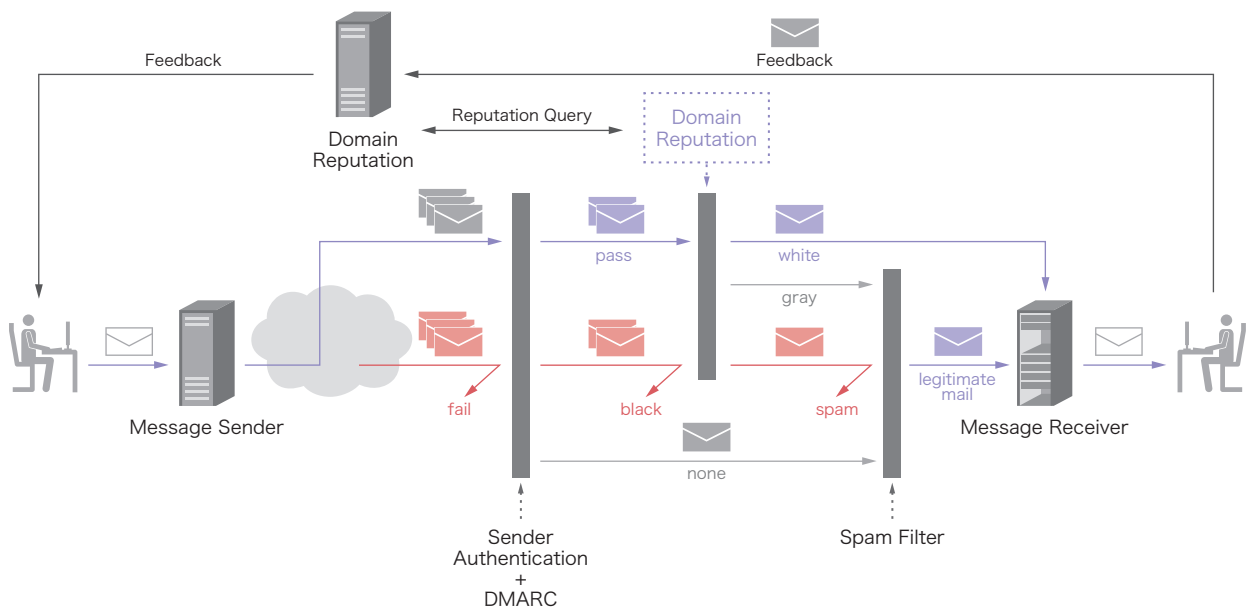 Feedback
Feedback
Reputation Query
Domain
Reputation
Domain
Reputation
pass
white
gray
fail
black
spam
legitimate
mail
Message Sender
Message Receiver
none
Sender
Authentication
+
DMARC
Spam Filter